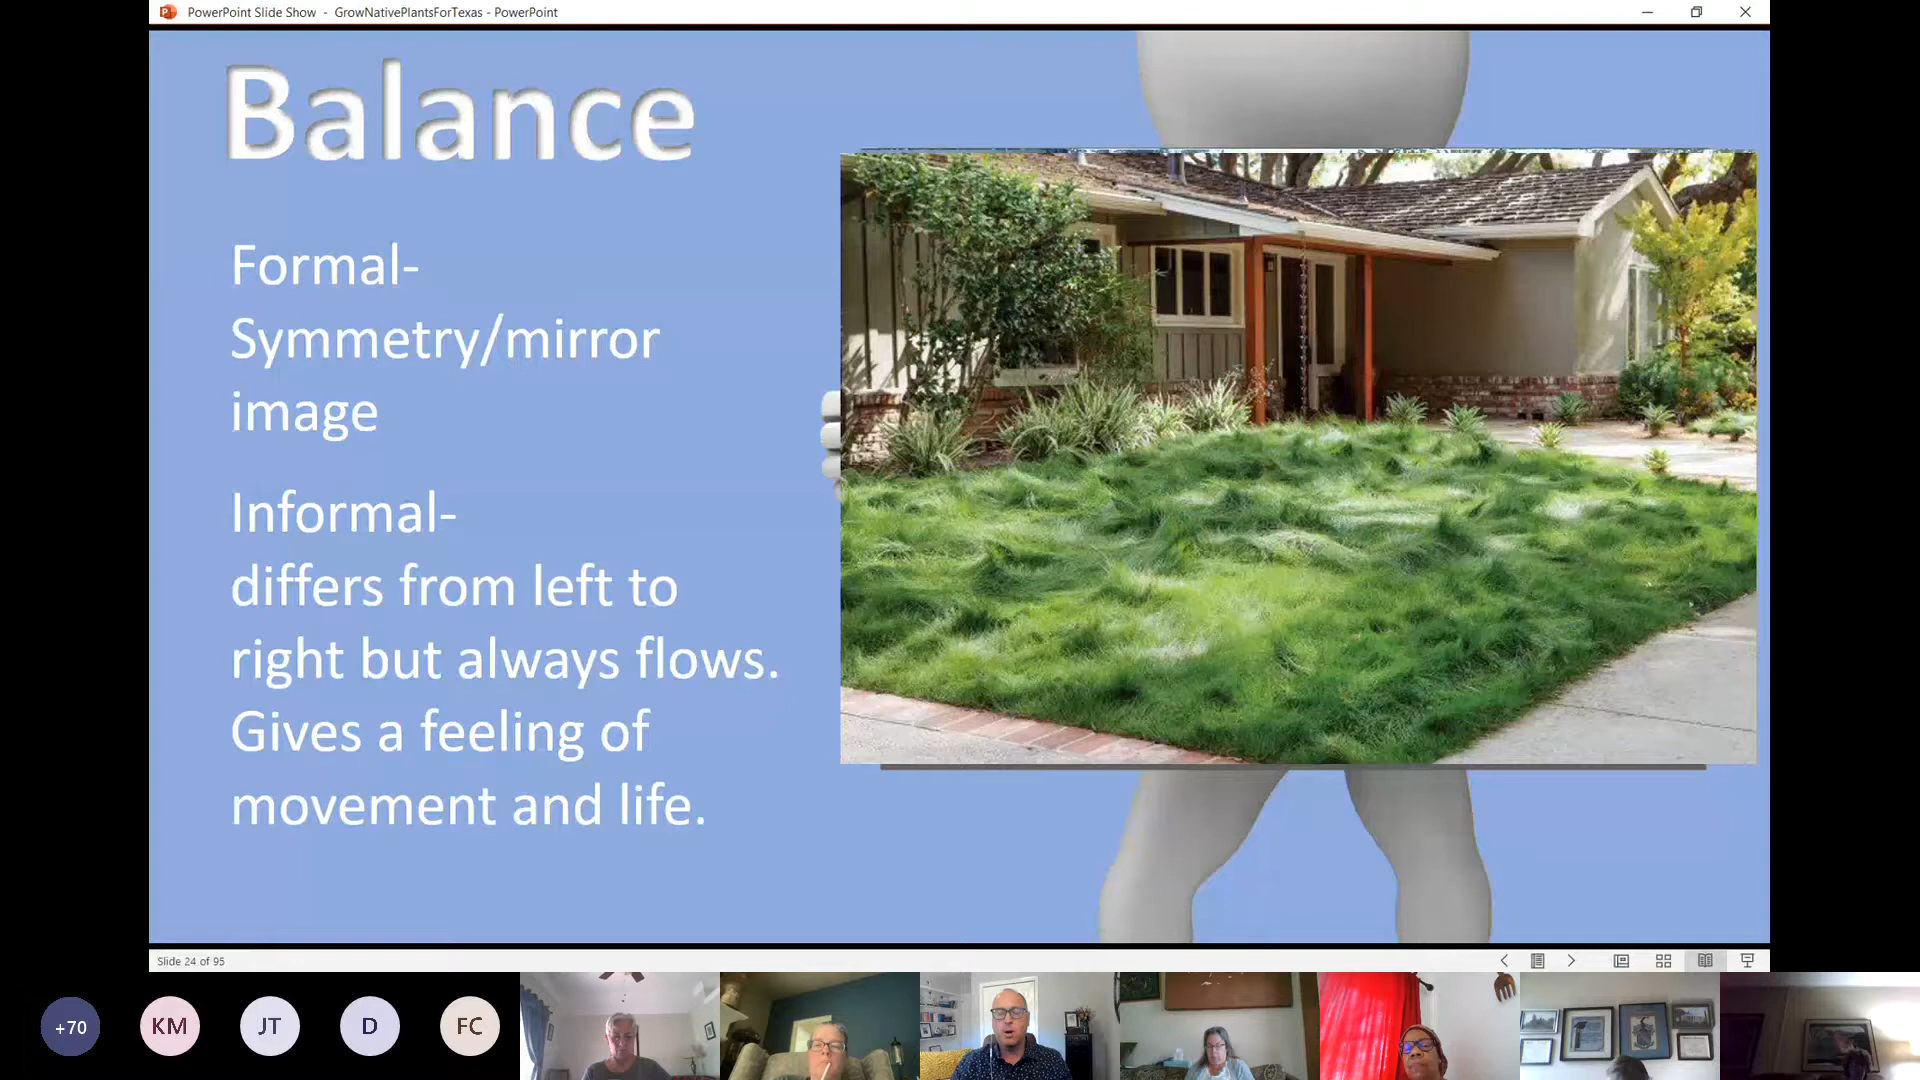 PowerPoint Slide Show - GrowNativePlantsForTexas - PowerPoint
Balance
Formal-
Symmetry/mirror
image
Informal-
differs from left to
right but always flows.
Gives a feeling of
movement and life.
Slide 24 of 95
+70
KM
JT
D
FC